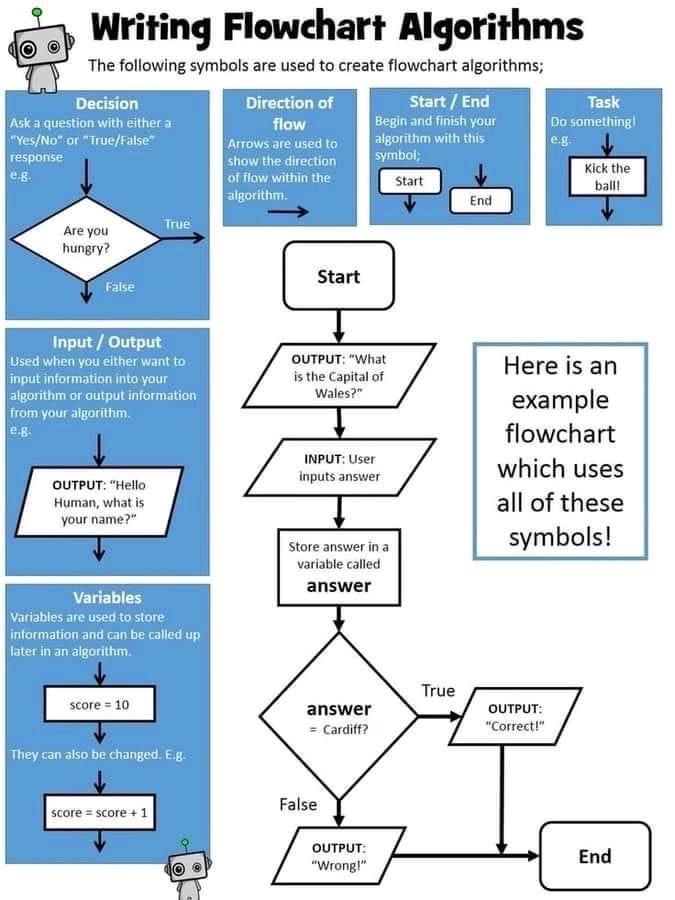 Writing Flowchart Algorithms
The following symbols are used to create flowchart algorithms;
Decision
Ask a question with either a
"Yes/No" or "True/False"
response
e.g.
Are you
hungry?
True
False
Direction of
flow
Arrows are used to
show the direction
of flow within the
algorithm.
Start / End
Begin and finish your
algorithm with this
symbol;
Start
End
Task
Do something!
e.g.
Kick the
ball!
Input / Output
Used when you either want to
input information into your
algorithm or output information
from your algorithm.
e.g.
OUTPUT: "Hello
Human, what is
your name?"
Variables
Variables are used to store
information and can be called up
later in an algorithm.
score = 10
They can also be changed. E.g.
score = score + 1
Start
OUTPUT: "What
is the Capital of
Wales?"
INPUT: User
inputs answer
Store answer in a
variable called
answer
answer
= Cardiff?
True
OUTPUT:
"Correct!"
False
OUTPUT:
"Wrong!"
End
Here is an
example
flowchart
which uses
all of these
symbols!